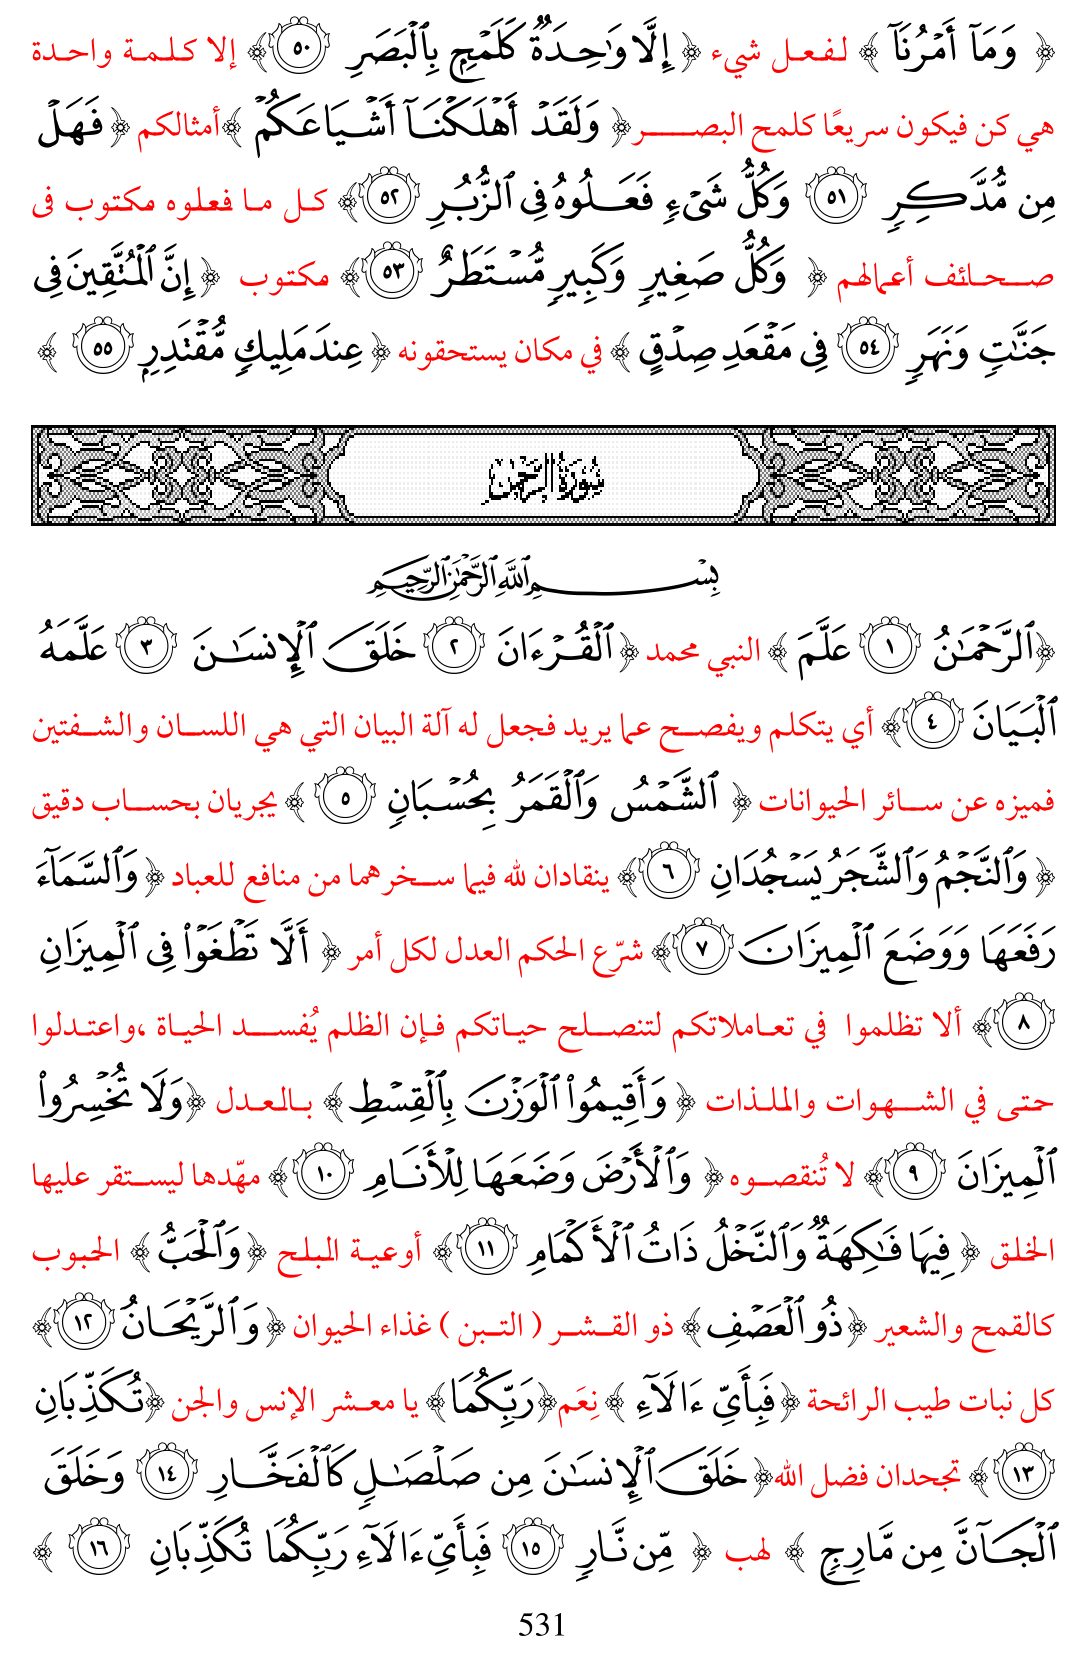 ﴿ وَمَآ أَمْرُنَآ ﴾ لفعل شيء ﴿ إِلَّا وَٰحِدَةٌ كَلَمْحٍۭ بِٱلْبَصَرِ ٥٠﴾ إلا كلمة واحدة
هي كن فيكون سريعًا كلمح البصر﴿ وَلَقَدْ أَهْلَكْنَآ أَشْيَاعَكُمْ ﴾أمثالكم ﴿ فَهَلْ
مِن مُّدَّكِرٍ ٥١ وَكُلُّ شَىْءٍ فَعَلُوهُ فِى ٱلزُّبُرِ ٥٢﴾ كل ما فعلوه مكتوب فى
صحائف أعمالهم ﴿ وَكُلُّ صَغِيرٍ وَكَبِيرٍ مُّسْتَطَرٌ ٥٣﴾ مكتوب ﴿ إِنَّ ٱلْمُتَّقِينَ فِى
جَنَّٰتٍ وَنَهَرٍ ٥٤ فِى مَقْعَدِ صِدْقٍ ﴾ في مكان يستحقونه ﴿ عِندَ مَلِيكٍ مُّقْتَدِرٍۭ ٥٥ ﴾
سُورَةُ الرَّحْمٰن
بِسْمِ ٱللَّهِ ٱلرَّحْمَٰنِ ٱلرَّحِيمِ
﴿ٱلرَّحْمَٰنُ ١ عَلَّمَ ﴾ النبي محمد ﴿ ٱلْقُرْءَانَ ٢ خَلَقَ ٱلْإِنسَٰنَ ٣ عَلَّمَهُ
ٱلْبَيَانَ ٤﴾ أي يتكلم ويفصح عما يريد فجعل له آلة البيان التي هي اللسان والشفتين
فميزه عن سائر الحيوانات ﴿ ٱلشَّمْسُ وَٱلْقَمَرُ بِحُسْبَانٍ ٥ ﴾ يجريان بحساب دقيق
﴿ وَٱلنَّجْمُ وَٱلشَّجَرُ يَسْجُدَانِ ٦﴾ ينقادان لله فيما سخرهما من منافع للعباد ﴿ وَٱلسَّمَآءَ
رَفَعَهَا وَوَضَعَ ٱلْمِيزَانَ ٧﴾ شرّع الحكم العدل لكل أمر ﴿ أَلَّا تَطْغَوْا۟ فِى ٱلْمِيزَانِ
٨﴾ ألا تظلموا في تعاملاتكم لتنصلح حياتكم فإن الظلم يُفسد الحياة ،واعتدلوا
حتى في الشهوات والملذات ﴿ وَأَقِيمُوا۟ ٱلْوَزْنَ بِٱلْقِسْطِ ﴾ بالعدل ﴿وَلَا تُخْسِرُوا۟
ٱلْمِيزَانَ ٩﴾ لا تُنقصوه ﴿ وَٱلْأَرْضَ وَضَعَهَا لِلْأَنَامِ ١٠﴾ مهّدها ليستقر عليها
الخلق ﴿ فِيهَا فَٰكِهَةٌ وَٱلنَّخْلُ ذَاتُ ٱلْأَكْمَامِ ١١﴾ أوعية البلح ﴿ وَٱلْحَبُّ ﴾ الحبوب
كالقمح والشعير ﴿ذُو ٱلْعَصْفِ﴾ ذو القشر ( التبن ) غذاء الحيوان ﴿ وَٱلرَّيْحَانُ ١٢﴾
كل نبات طيب الرائحة ﴿فَبِأَىِّ ءَالَآءِ ﴾ نِعَم﴿رَبِّكُمَا﴾ يا معشر الإنس والجن ﴿تُكَذِّبَانِ
١٣﴾ تجحدان فضل الله﴿ خَلَقَ ٱلْإِنسَٰنَ مِن صَلْصَٰلٍ كَٱلْفَخَّارِ ١٤ وَخَلَقَ
ٱلْجَآنَّ مِن مَّارِجٍ ﴾ لهب ﴿ مِّن نَّارٍ ١٥ فَبِأَىِّ ءَالَآءِ رَبِّكُمَا تُكَذِّبَانِ ١٦ ﴾
531